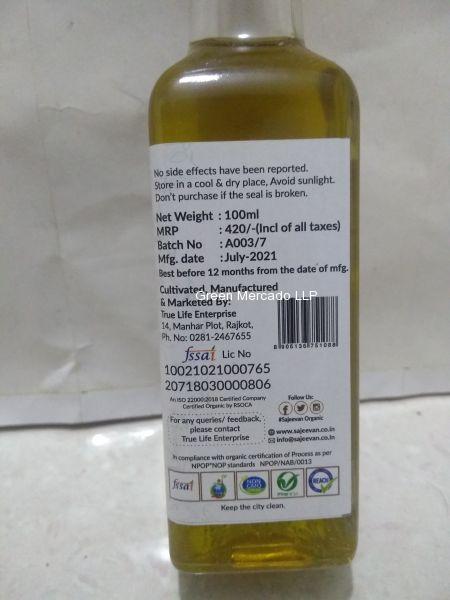 No side effects have been reported.
Store in a cool & dry place, Avoid sunlight.
Don't purchase if the seal is broken.
Net Weight : 100ml
MRP : 420/-(Incl of all taxes)
Batch No : A003/7
Mfg. date : July-2021
Best before 12 months from the date of mfg.
Cultivated, Manufactured
& Marketed By:
Green Mercado LLP
True Life Enterprise
14, Manhar Plot, Rajkot,
Ph. No: 0281-2467655
fssai Lic No
10021021000765
20718030000806
An ISO 22000:2018 Certified Company
Certified Organic by RSOCA
For any queries/ feedback,
please contact
True Life Enterprise
Follow Us:
#Sajeevan Organic
www.sajeevan.co.in
info@sajeevan.co.in
In compliance with organic certification of Process as per
NPOP*NOP standards NPOP/NAB/0013
fssai
NON
GMO
REACH
Keep the city clean.